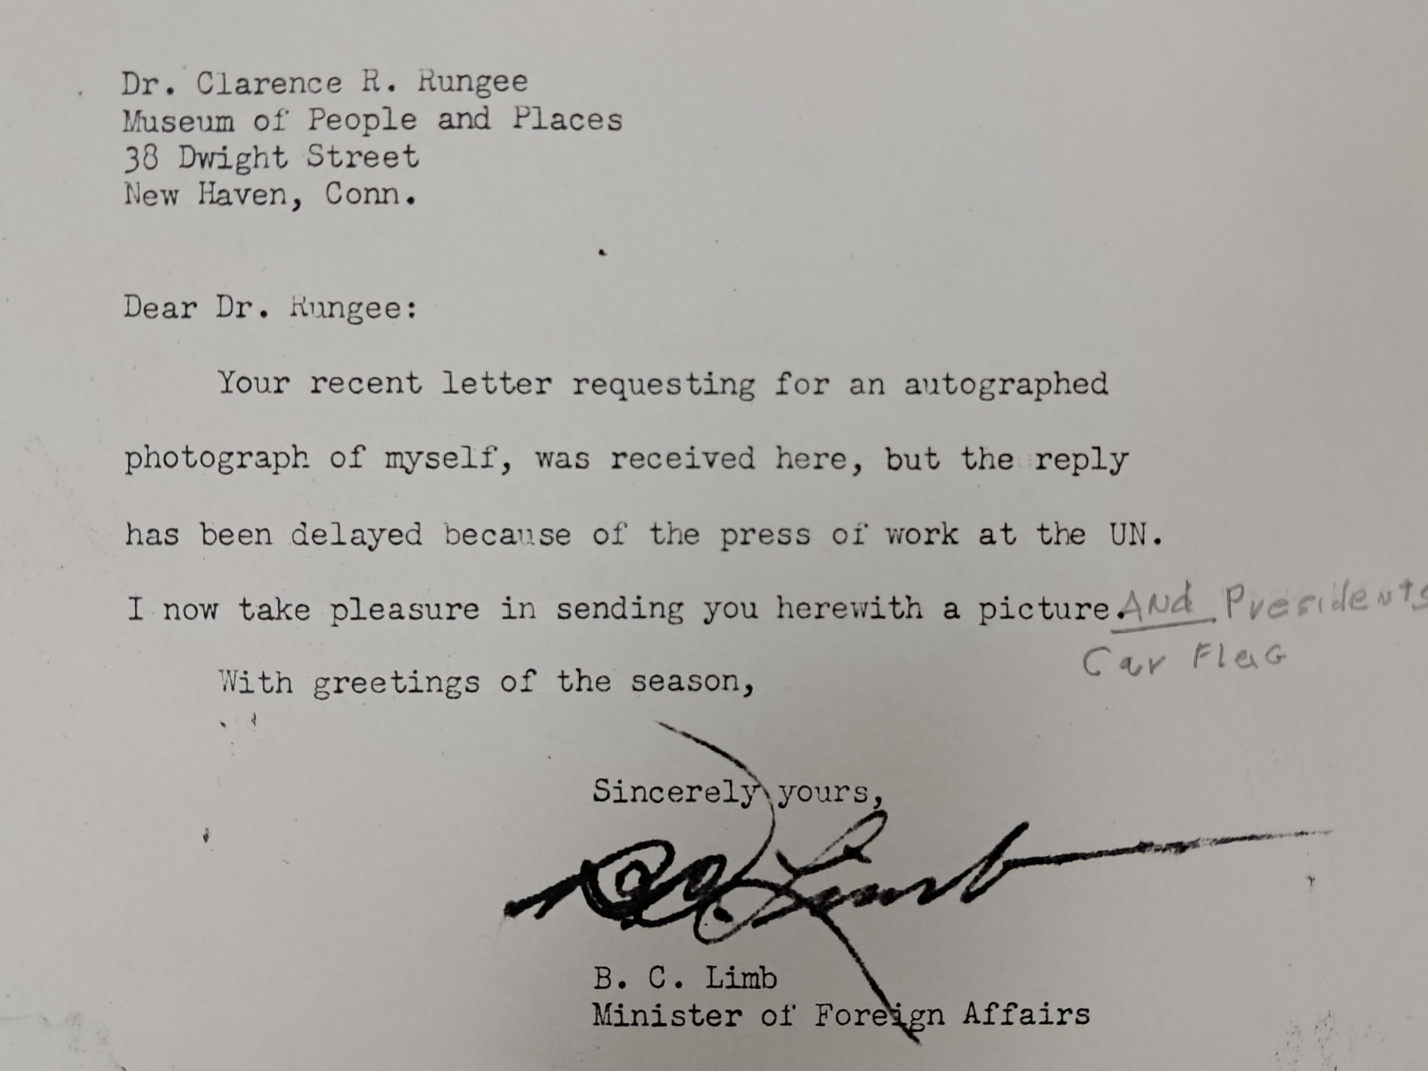 Dr. Clarence R. Rungee
Museum of People and Places
38 Dwight Street
New Haven, Conn.
Dear Dr. Rungee:
Your recent letter requesting for an autographed
photograph of myself, was received here, but the reply
has been delayed because of the press of work at the UN.
I now take pleasure in sending you herewith a picture. And Presidents
Car Flag
With greetings of the season,
Sincerely yours,
B. C. Limb
B. C. Limb
Minister of Foreign Affairs